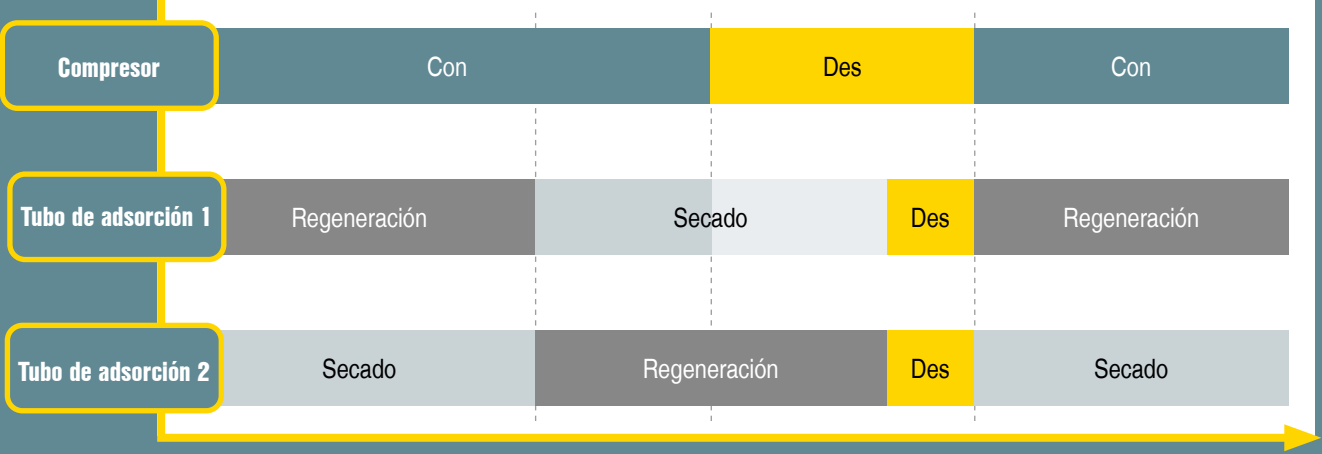 Compresor
Con
Des
Con
Tubo de adsorción 1
Regeneración
Secado
Des
Regeneración
Tubo de adsorción 2
Secado
Regeneración
Des
Secado